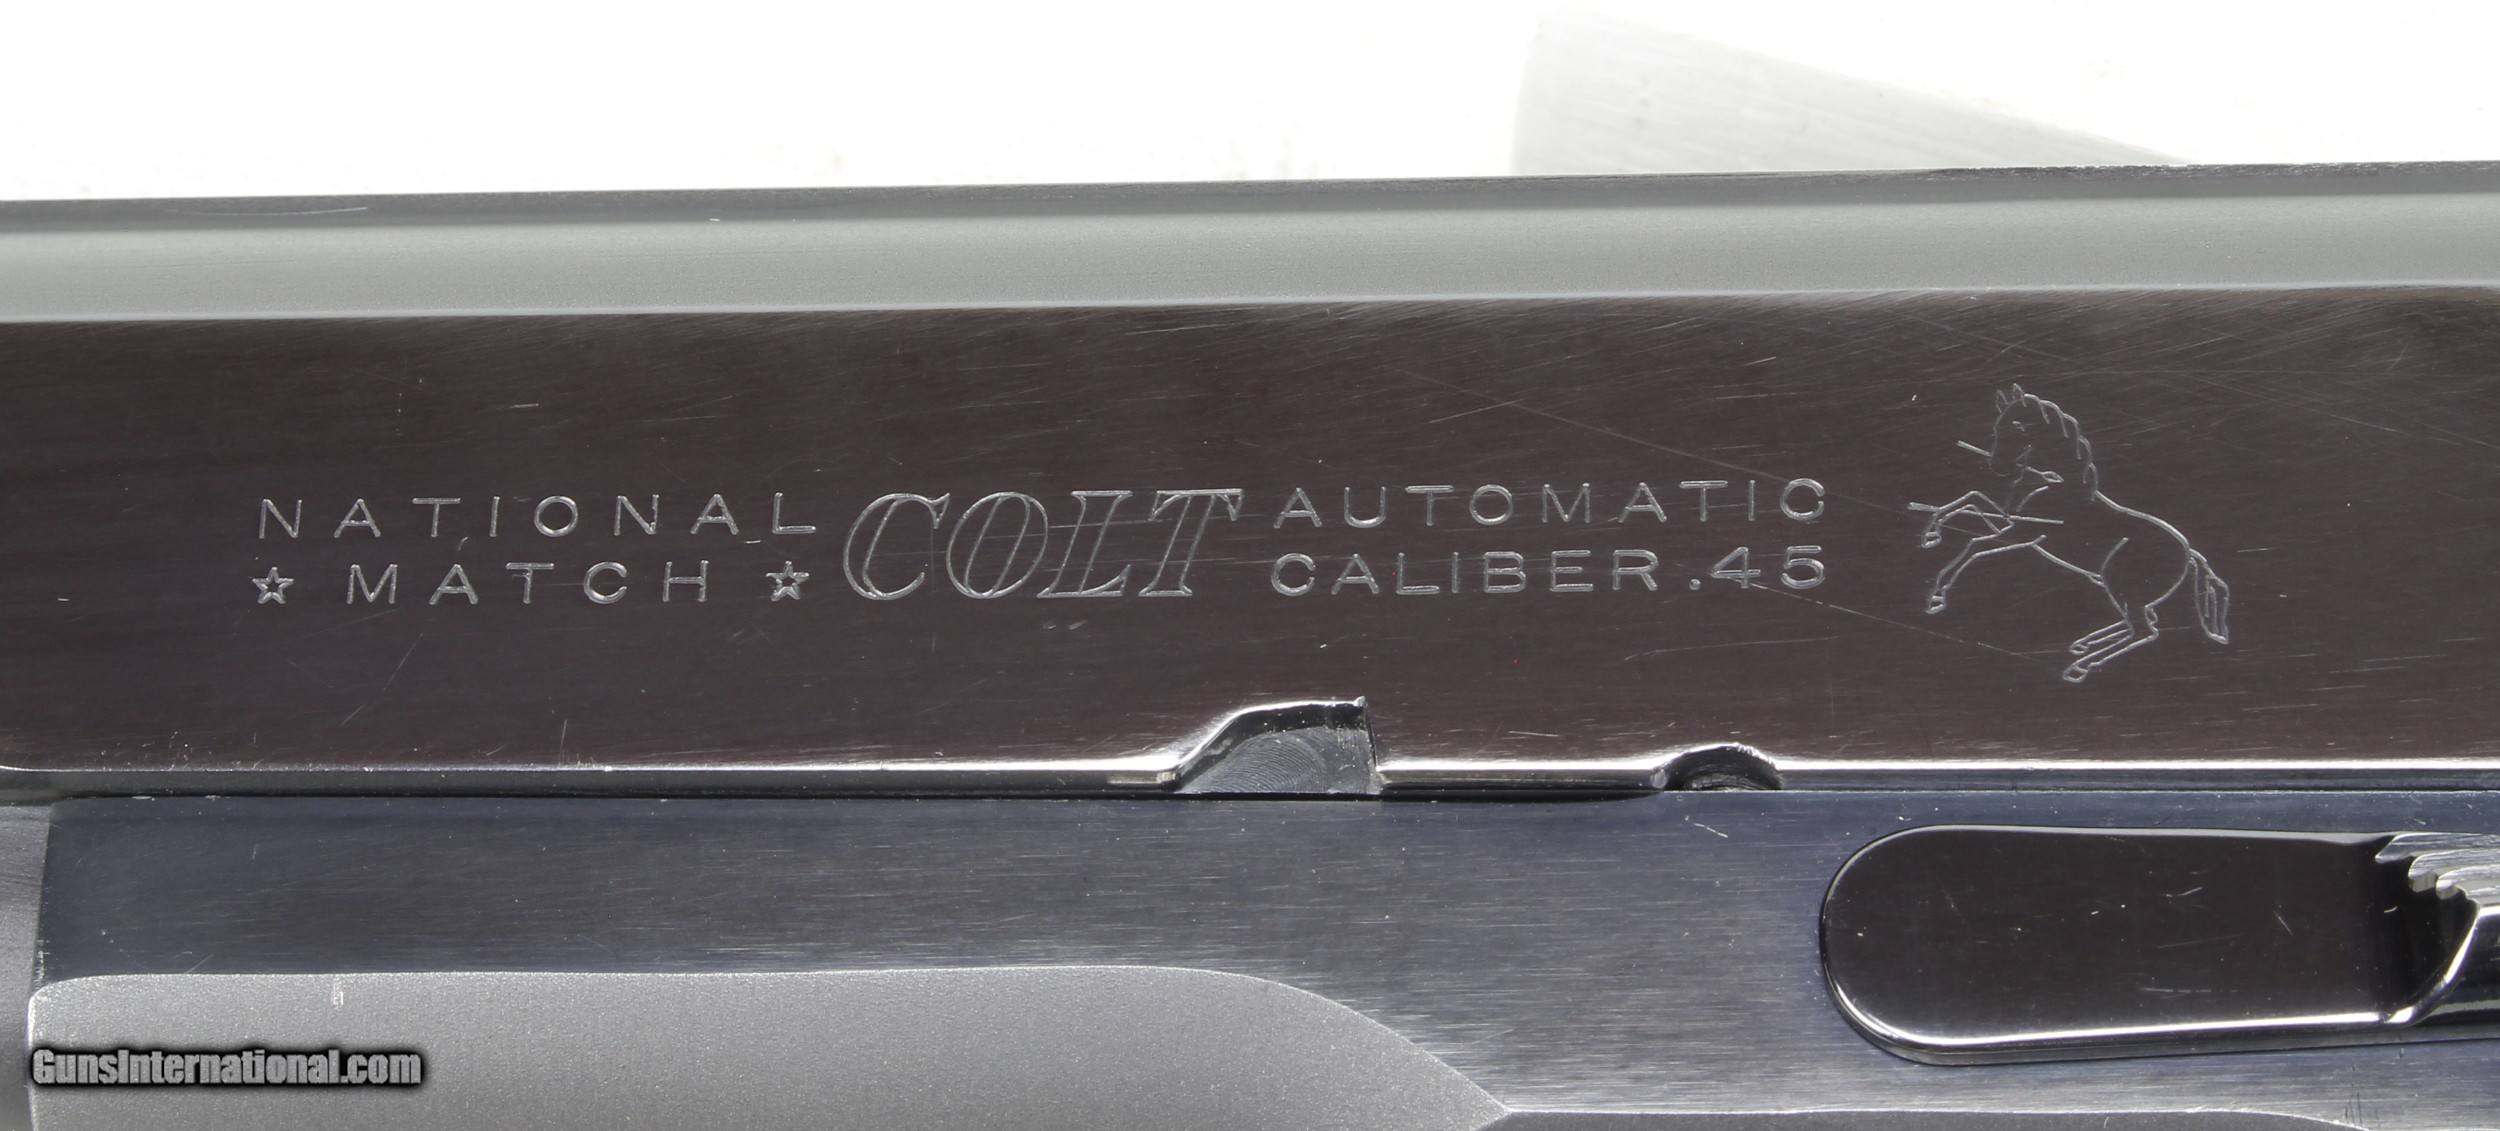 NATIONAL
☆ MATCH ☆
COLT
AUTOMATIC
CALIBER .45
GunsInternational.com